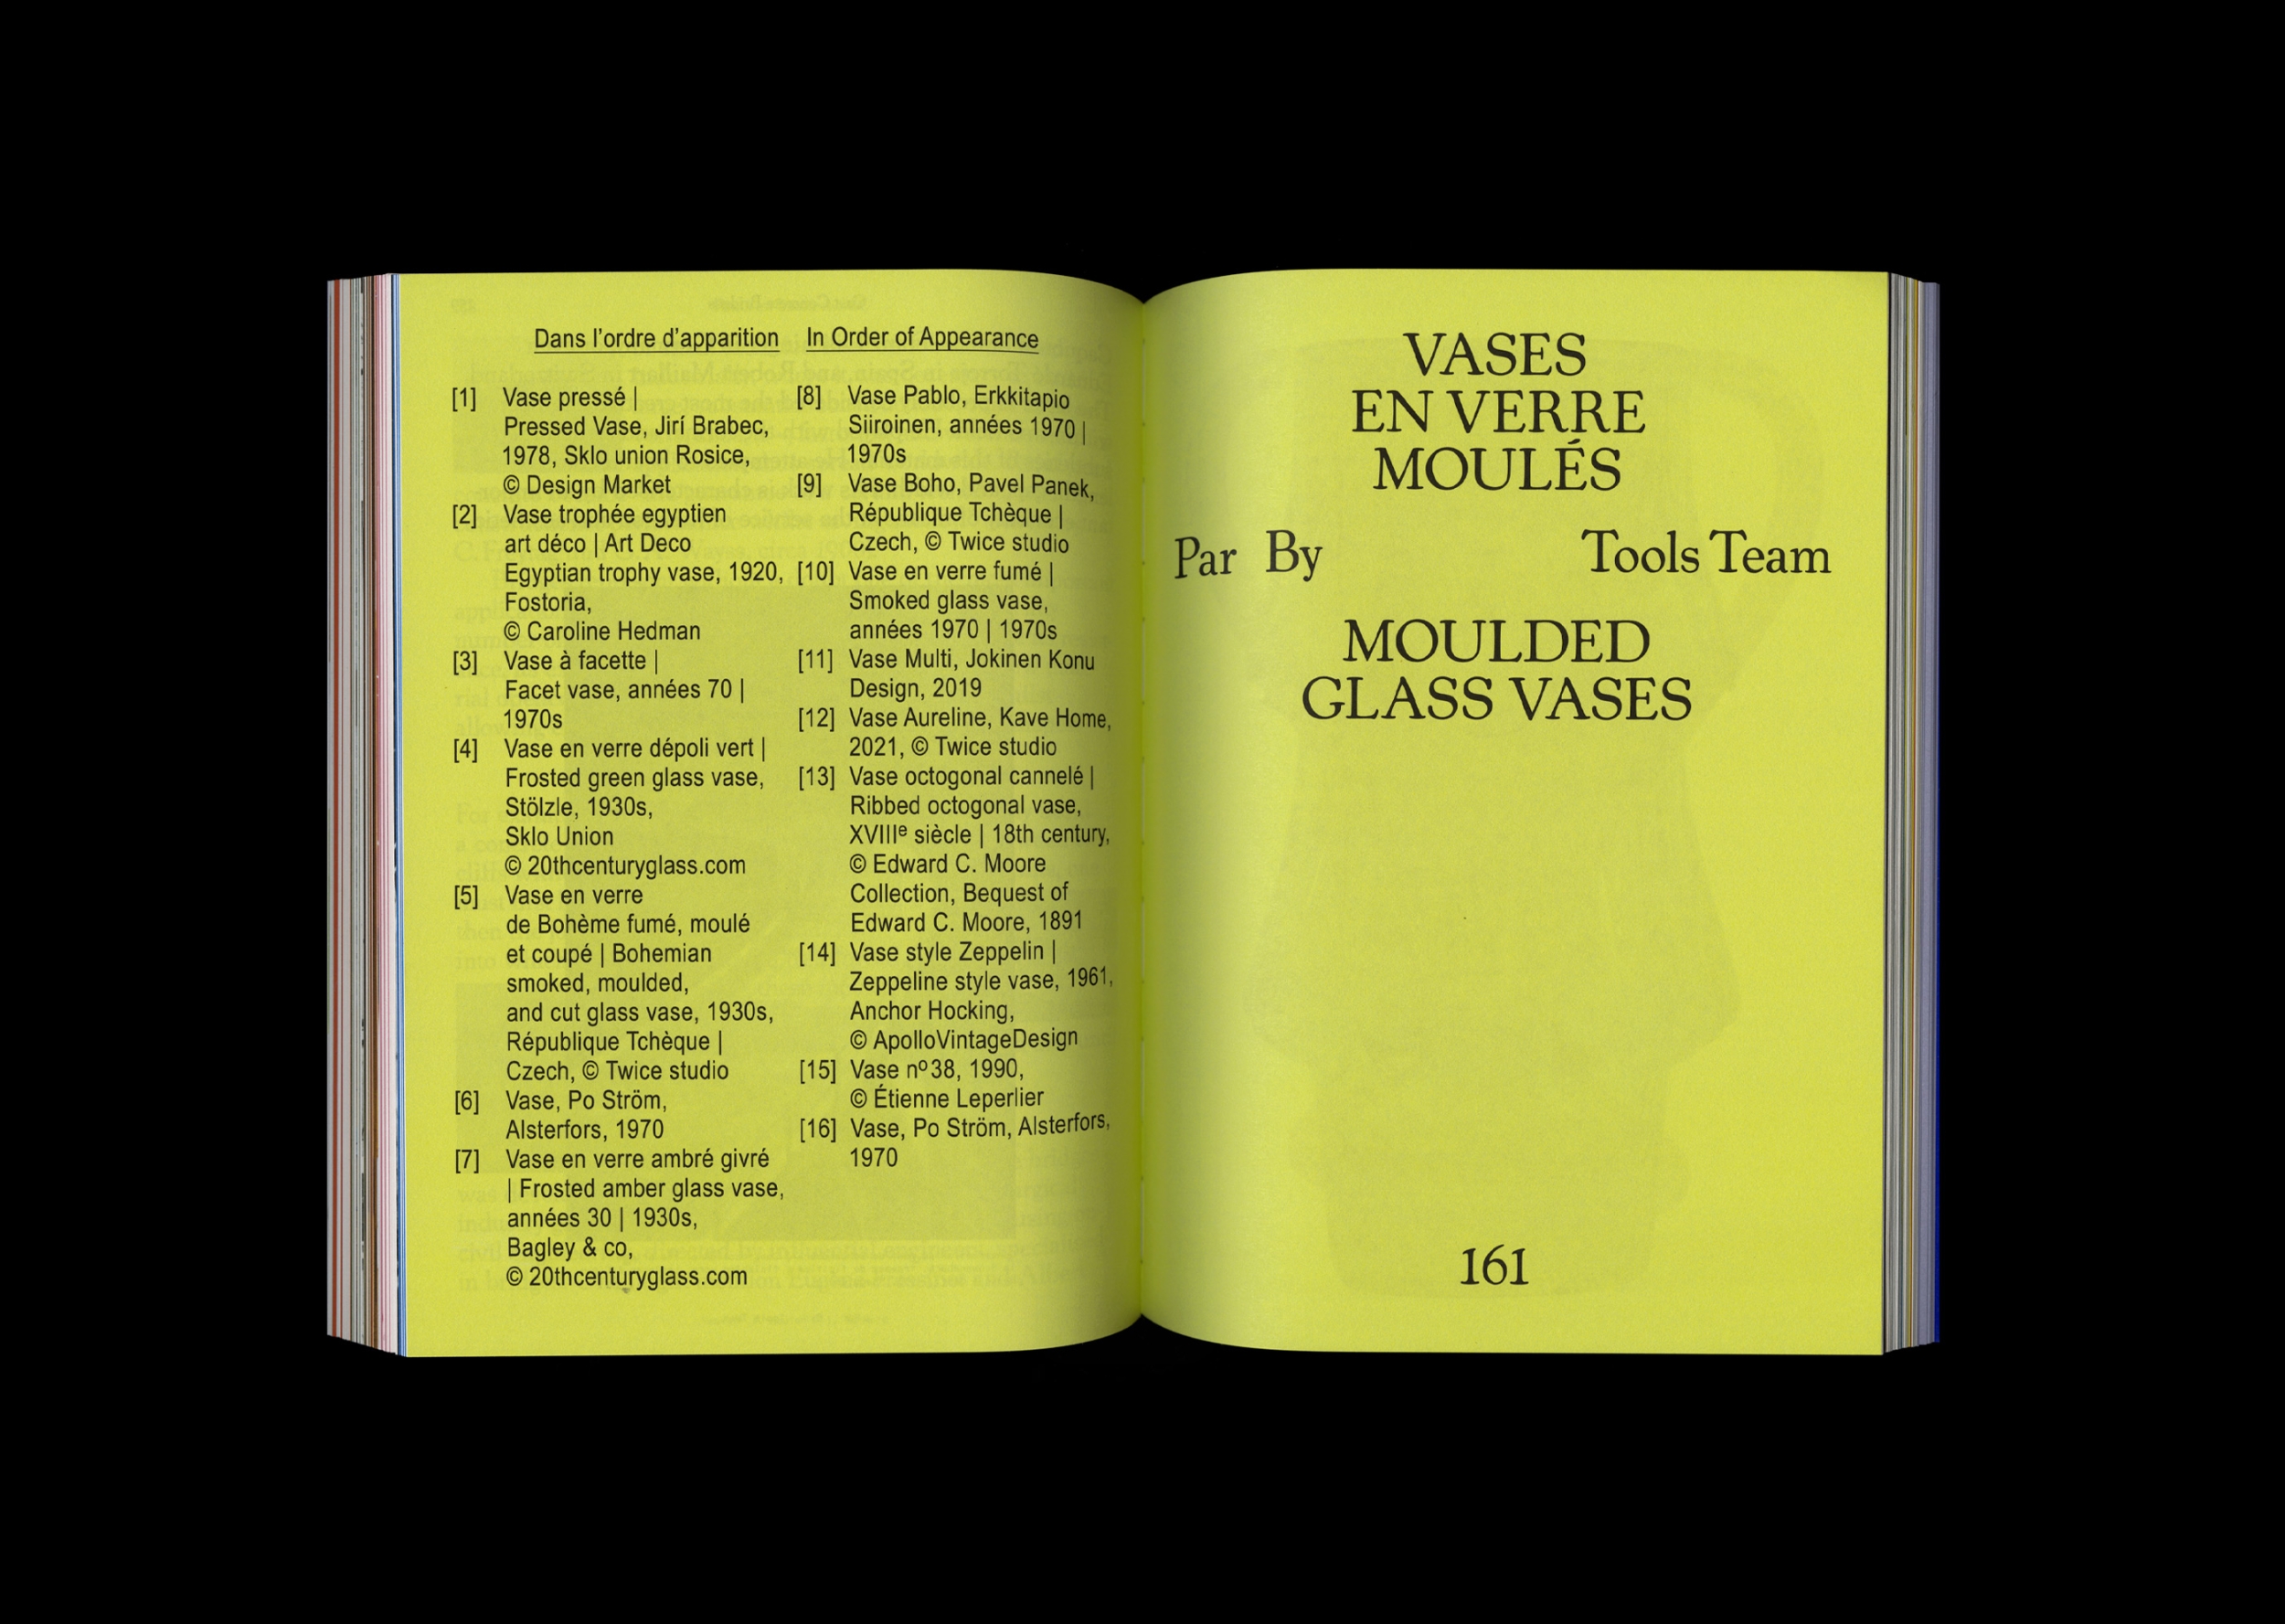 Dans l’ordre d’apparition
In Order of Appearance
[1] Vase pressé |
Pressed Vase, Jirí Brabec,
1978, Sklo union Rosice,
© Design Market
[2] Vase trophée egyptien
art déco | Art Deco
Egyptian trophy vase, 1920,
Fostoria,
© Caroline Hedman
[3] Vase à facette |
Facet vase, années 70 |
1970s
[4] Vase en verre dépoli vert |
Frosted green glass vase,
Stölzle, 1930s,
Sklo Union
© 20thcenturyglass.com
[5] Vase en verre
de Bohème fumé, moulé
et coupé | Bohemian
smoked, moulded,
and cut glass vase, 1930s,
République Tchèque |
Czech, © Twice studio
[6] Vase, Po Ström,
Alsterfors, 1970
[7] Vase en verre ambré givré
| Frosted amber glass vase,
années 30 | 1930s,
Bagley & co,
© 20thcenturyglass.com
[8] Vase Pablo, Erkkitapio
Siiroinen, années 1970 |
1970s
[9] Vase Boho, Pavel Panek,
République Tchèque |
Czech, © Twice studio
[10] Vase en verre fumé |
Smoked glass vase,
années 1970 | 1970s
[11] Vase Multi, Jokinen Konu
Design, 2019
[12] Vase Aureline, Kave Home,
2021, © Twice studio
[13] Vase octogonal cannelé |
Ribbed octogonal vase,
XVIIIᵉ siècle | 18th century,
© Edward C. Moore
Collection, Bequest of
Edward C. Moore, 1891
[14] Vase style Zeppelin |
Zeppeline style vase, 1961,
Anchor Hocking,
© ApolloVintageDesign
[15] Vase nº38, 1990,
© Étienne Leperlier
[16] Vase, Po Ström, Alsterfors,
1970
VASES
EN VERRE
MOULÉS
Par By Tools Team
MOULDED
GLASS VASES
161